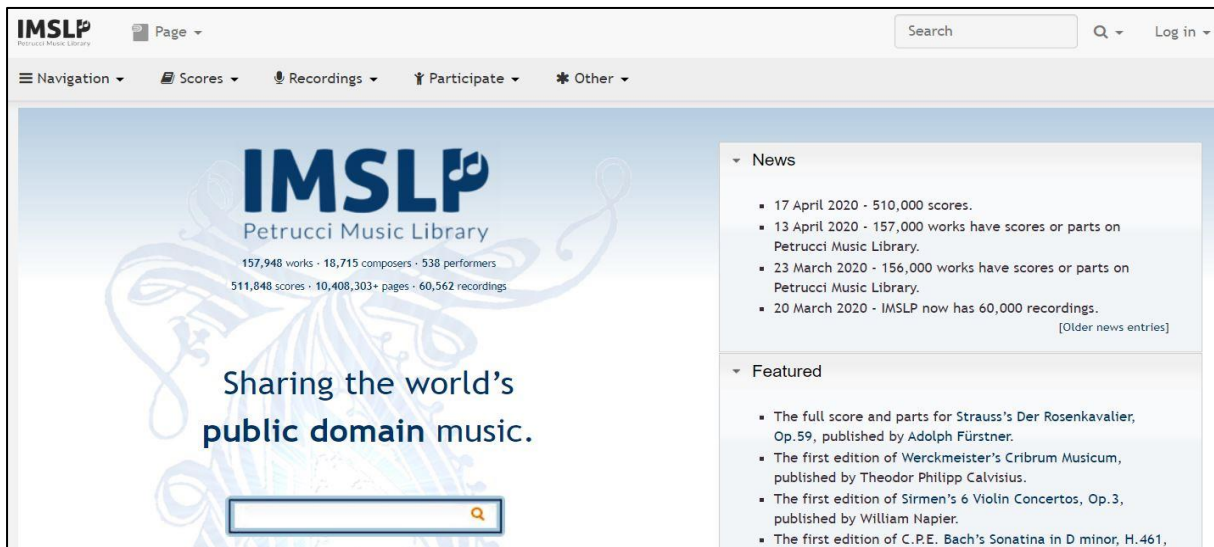 IMSLP
Petrucci Music Library
Page
Search
Log in
Navigation
Scores
Recordings
Participate
Other
IMSLP
Petrucci Music Library
157,948 works · 18,715 composers · 538 performers
511,848 scores · 10,408,303+ pages · 60,562 recordings
Sharing the world's
public domain music.
News
17 April 2020 - 510,000 scores.
13 April 2020 - 157,000 works have scores or parts on
Petrucci Music Library.
23 March 2020 - 156,000 works have scores or parts on
Petrucci Music Library.
20 March 2020 - IMSLP now has 60,000 recordings.
[Older news entries]
Featured
The full score and parts for Strauss's Der Rosenkavalier,
Op.59, published by Adolph Fürstner.
The first edition of Werckmeister's Cribrum Musicum,
published by Theodor Philipp Calvisius.
The first edition of Sirmen's 6 Violin Concertos, Op.3,
published by William Napier.
The first edition of C.P.E. Bach's Sonatina in D minor, H.461,